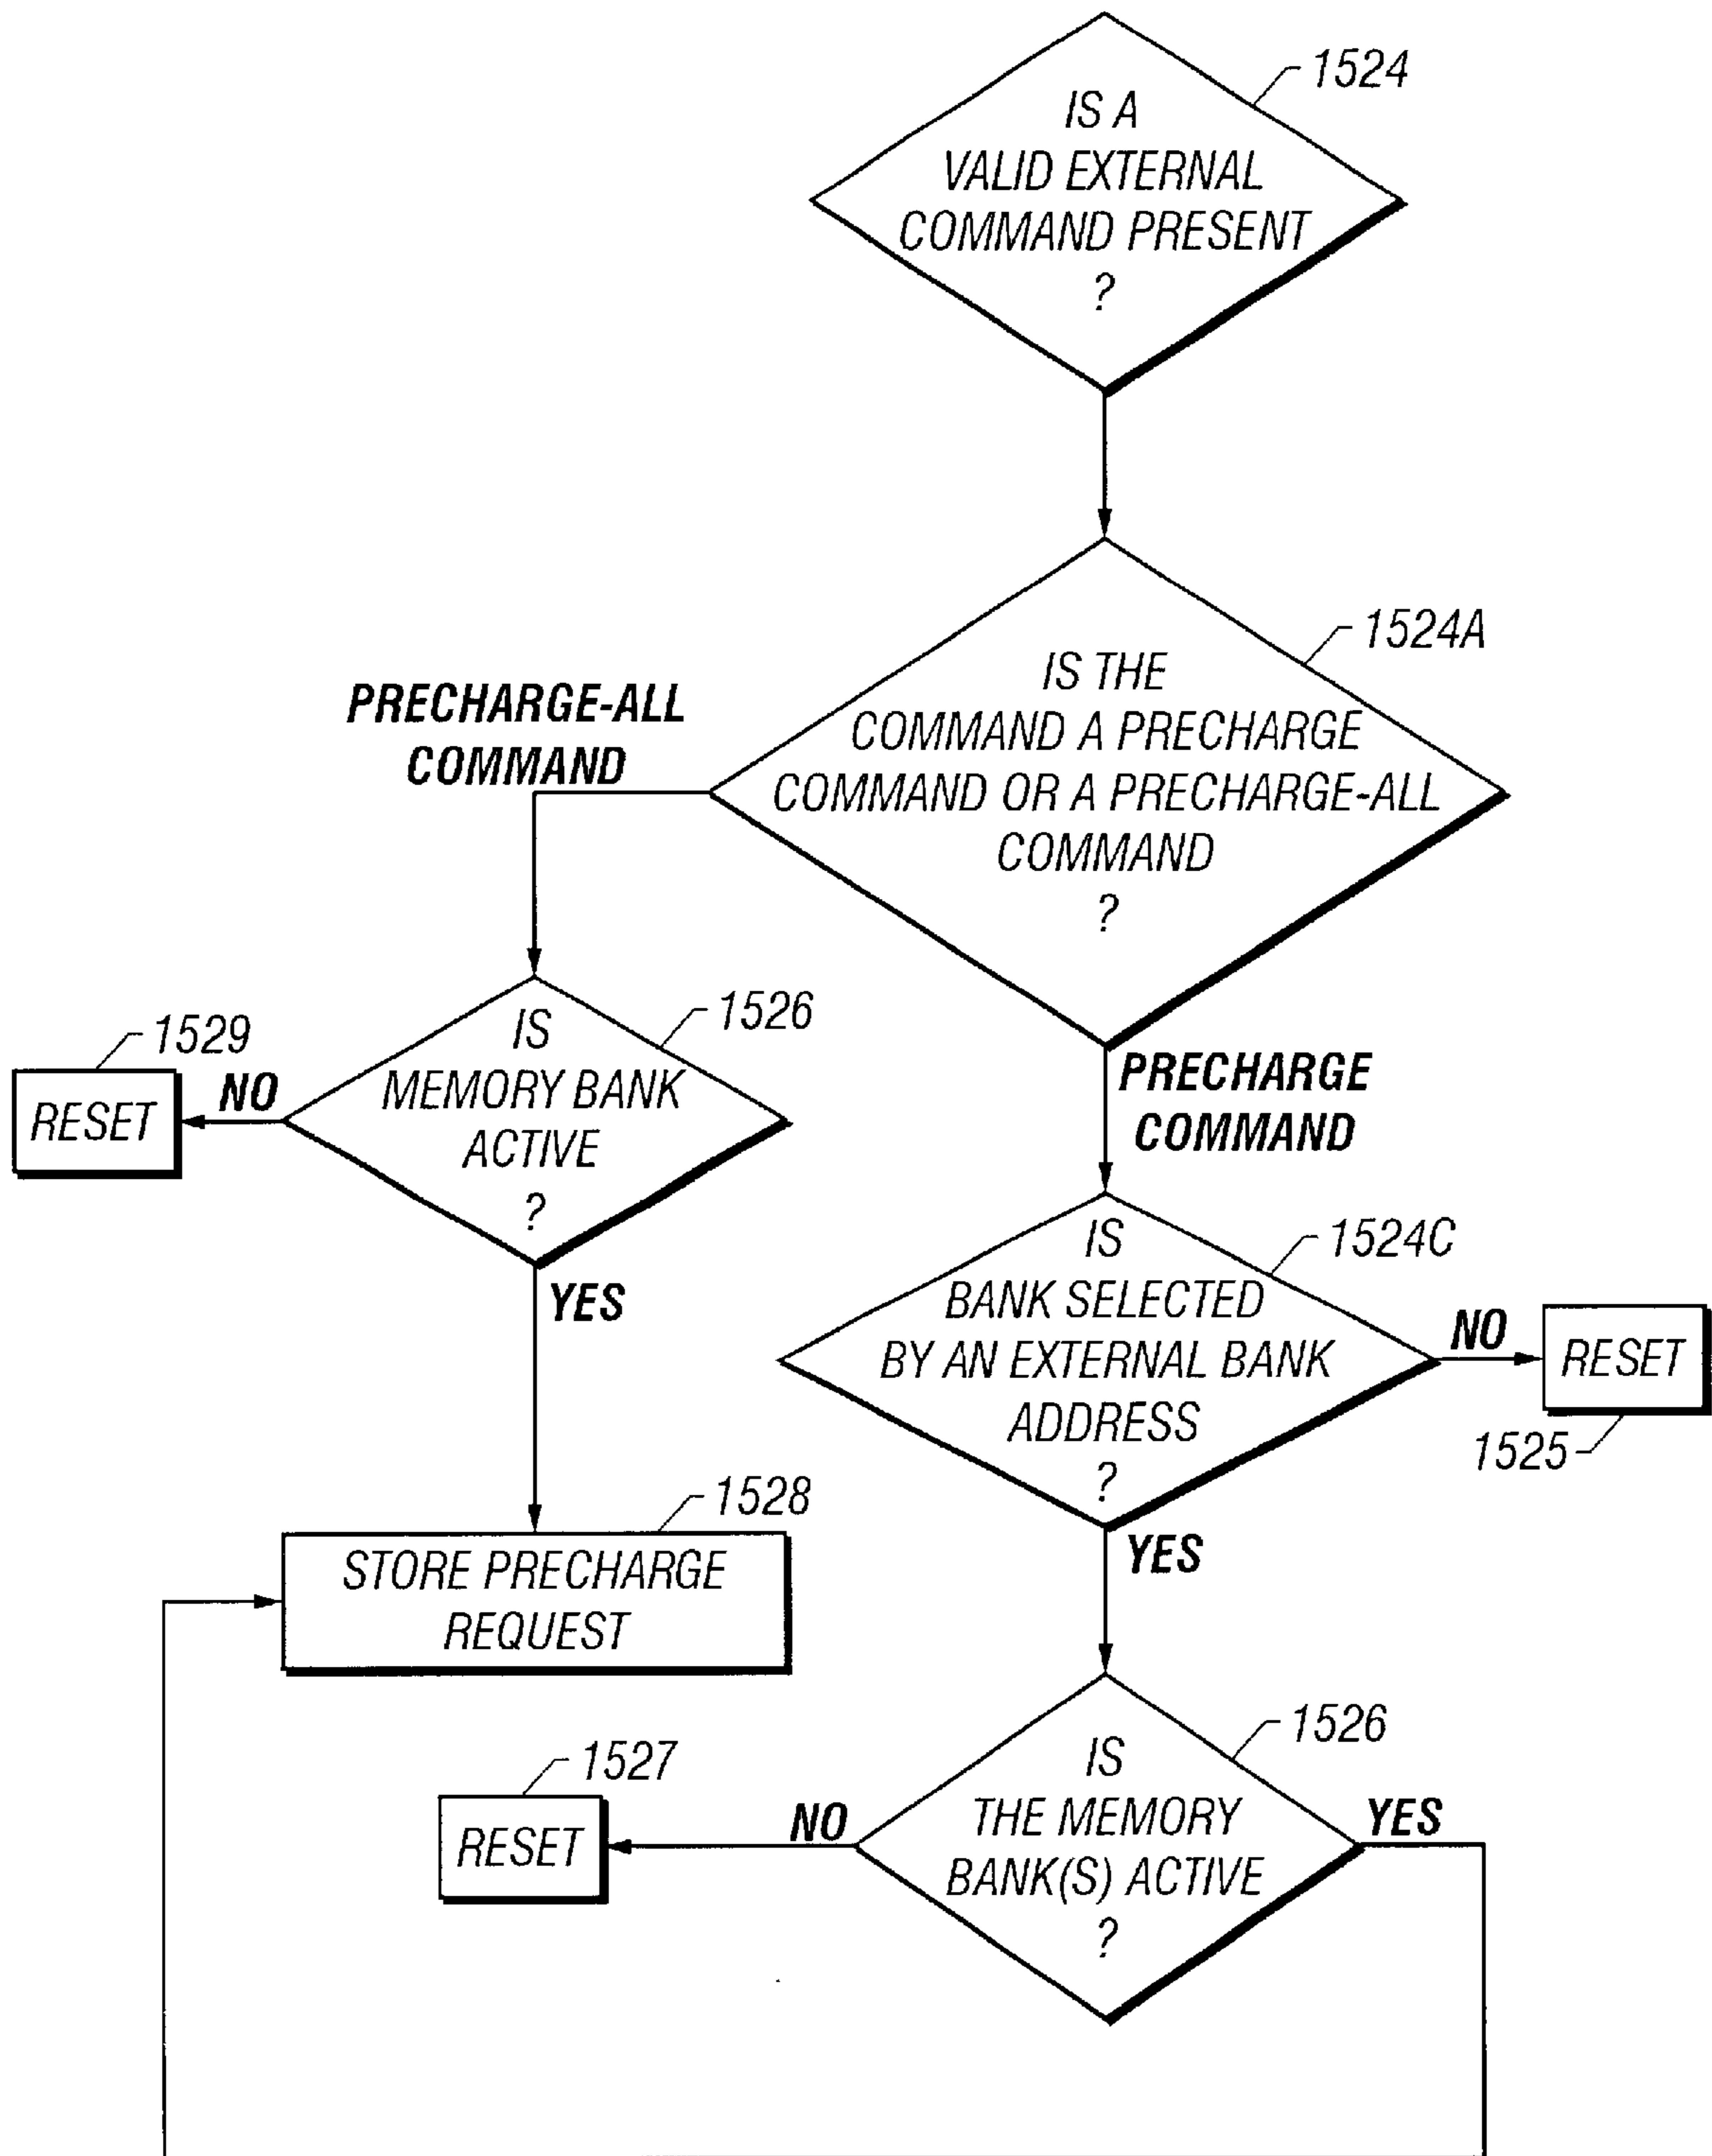 1524
IS A
VALID EXTERNAL
COMMAND PRESENT
?
1524A
IS THE
COMMAND A PRECHARGE
COMMAND OR A PRECHARGE-ALL
COMMAND
?
PRECHARGE-ALL
COMMAND
1526
IS
MEMORY BANK
ACTIVE
?
1529
NO
RESET
PRECHARGE
COMMAND
YES
1524C
IS
BANK SELECTED
BY AN EXTERNAL BANK
ADDRESS
?
NO
RESET
1525
1528
STORE PRECHARGE
REQUEST
YES
1526
IS
THE MEMORY
BANK(S) ACTIVE
?
1527
NO
RESET
YES